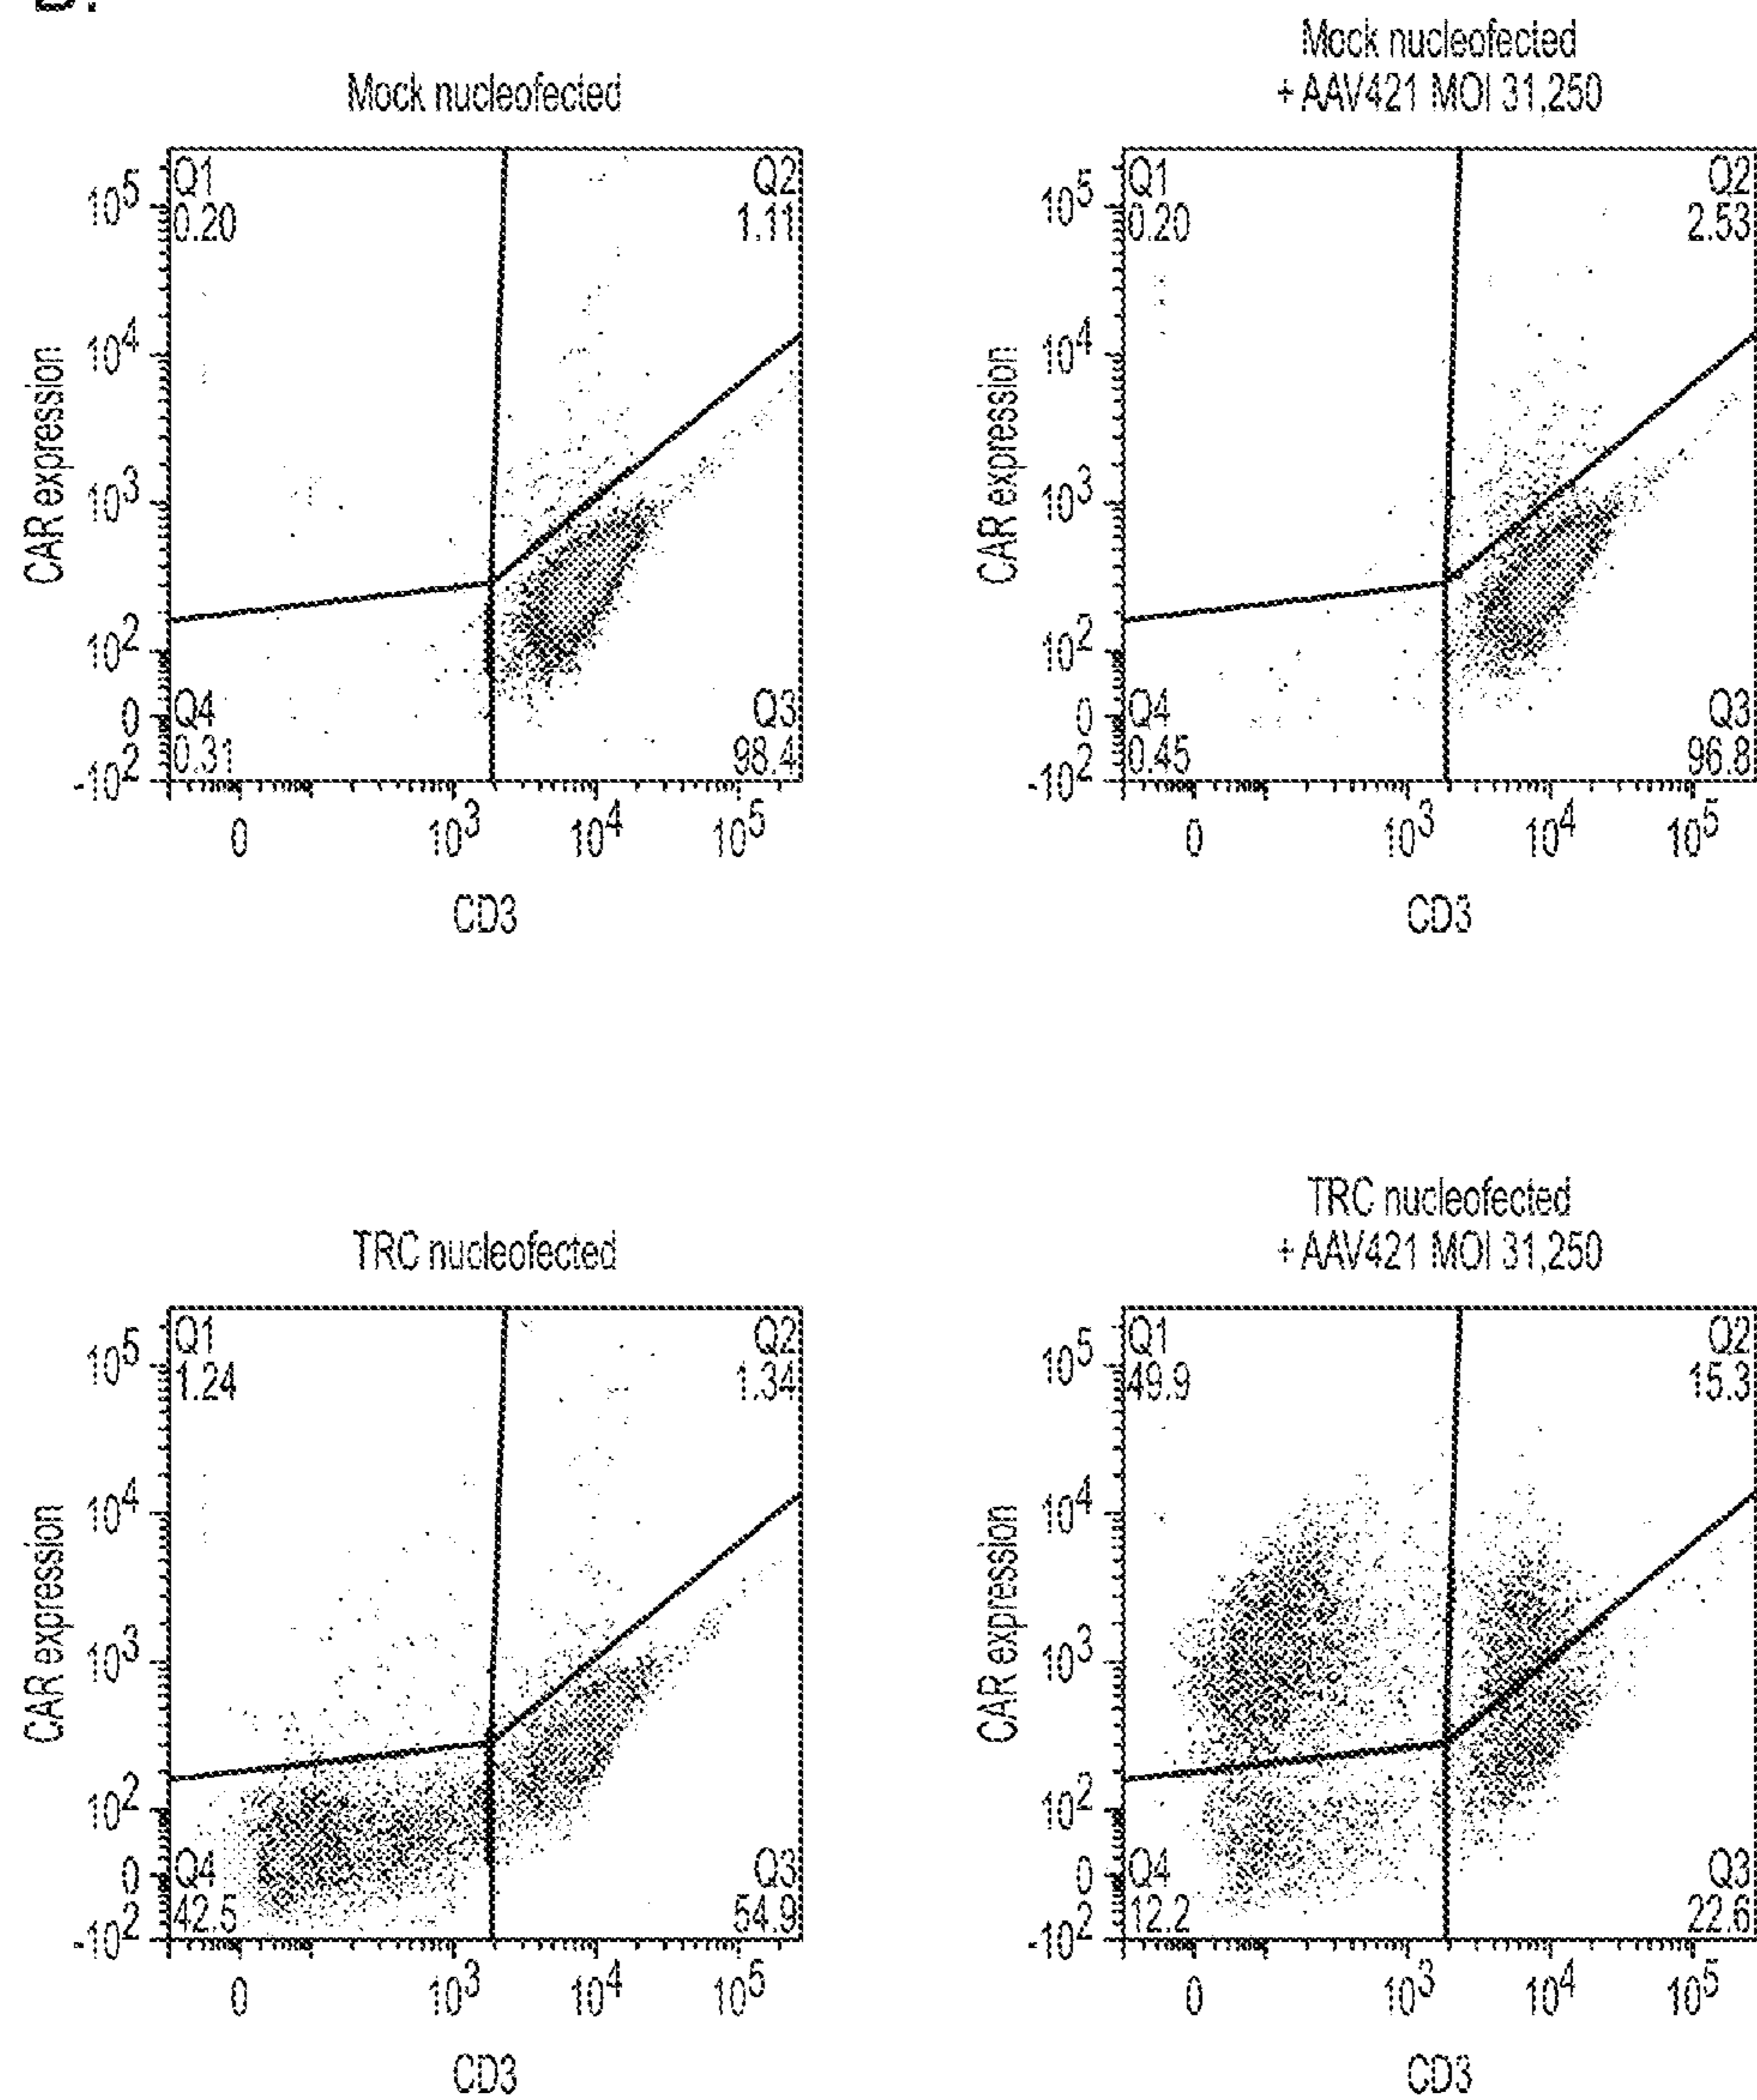 Mock nucleofected
Q1
0.20
Q2
1.11
Q4
0.31
Q3
98.4
CAR expression
10^5
10^4
10^3
10^2
0
-10^2
0
10^3
10^4
10^5
CD3
Mock nucleofected
+ AAV421 MOI 31,250
Q1
0.20
Q2
2.53
Q4
0.45
Q3
96.8
CAR expression
10^5
10^4
10^3
10^2
0
-10^2
0
10^3
10^4
10^5
CD3
TRC nucleofected
Q1
1.24
Q2
1.34
Q4
42.5
Q3
54.9
CAR expression
10^5
10^4
10^3
10^2
0
-10^2
0
10^3
10^4
10^5
CD3
TRC nucleofected
+ AAV421 MOI 31,250
Q1
49.9
Q2
15.3
Q4
12.2
Q3
22.6
CAR expression
10^5
10^4
10^3
10^2
0
-10^2
0
10^3
10^4
10^5
CD3